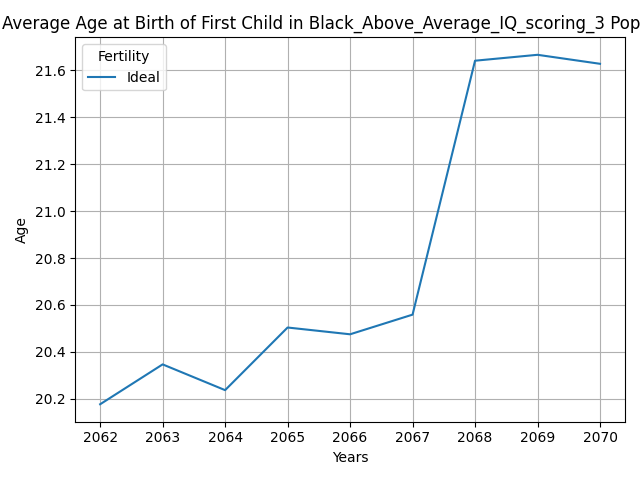 Average Age at Birth of First Child in Black_Above_Average_IQ_scoring_3 Pop
Fertility
Ideal
21.6
21.4
21.2
21.0
20.8
20.6
20.4
20.2
Age
2062 2063 2064 2065 2066 2067 2068 2069 2070
Years